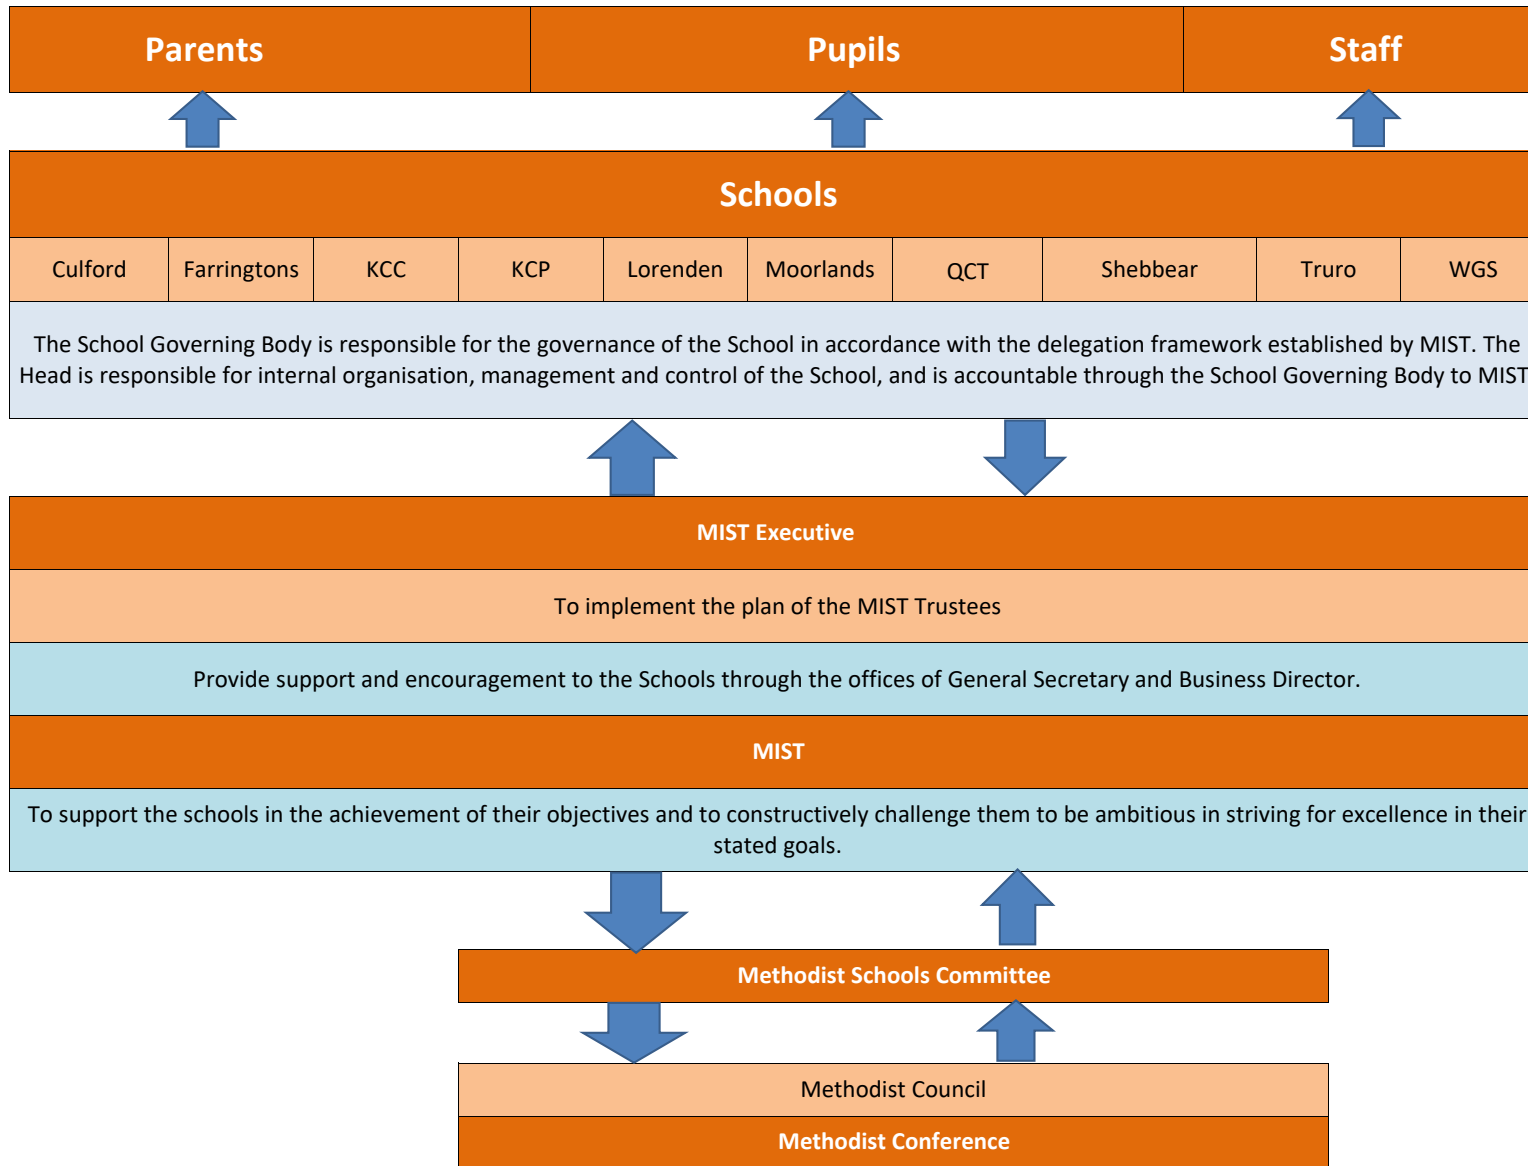 Parents Pupils Staff
Schools
Culford Farringtons KCC KCP Lorenden Moorlands QCT Shebbear Truro WGS
The School Governing Body is responsible for the governance of the School in accordance with the delegation framework established by MIST. The
Head is responsible for internal organisation, management and control of the School, and is accountable through the School Governing Body to MIST
MIST Executive
To implement the plan of the MIST Trustees
Provide support and encouragement to the Schools through the offices of General Secretary and Business Director.
MIST
To support the schools in the achievement of their objectives and to constructively challenge them to be ambitious in striving for excellence in their
stated goals.
Methodist Schools Committee
Methodist Council
Methodist Conference